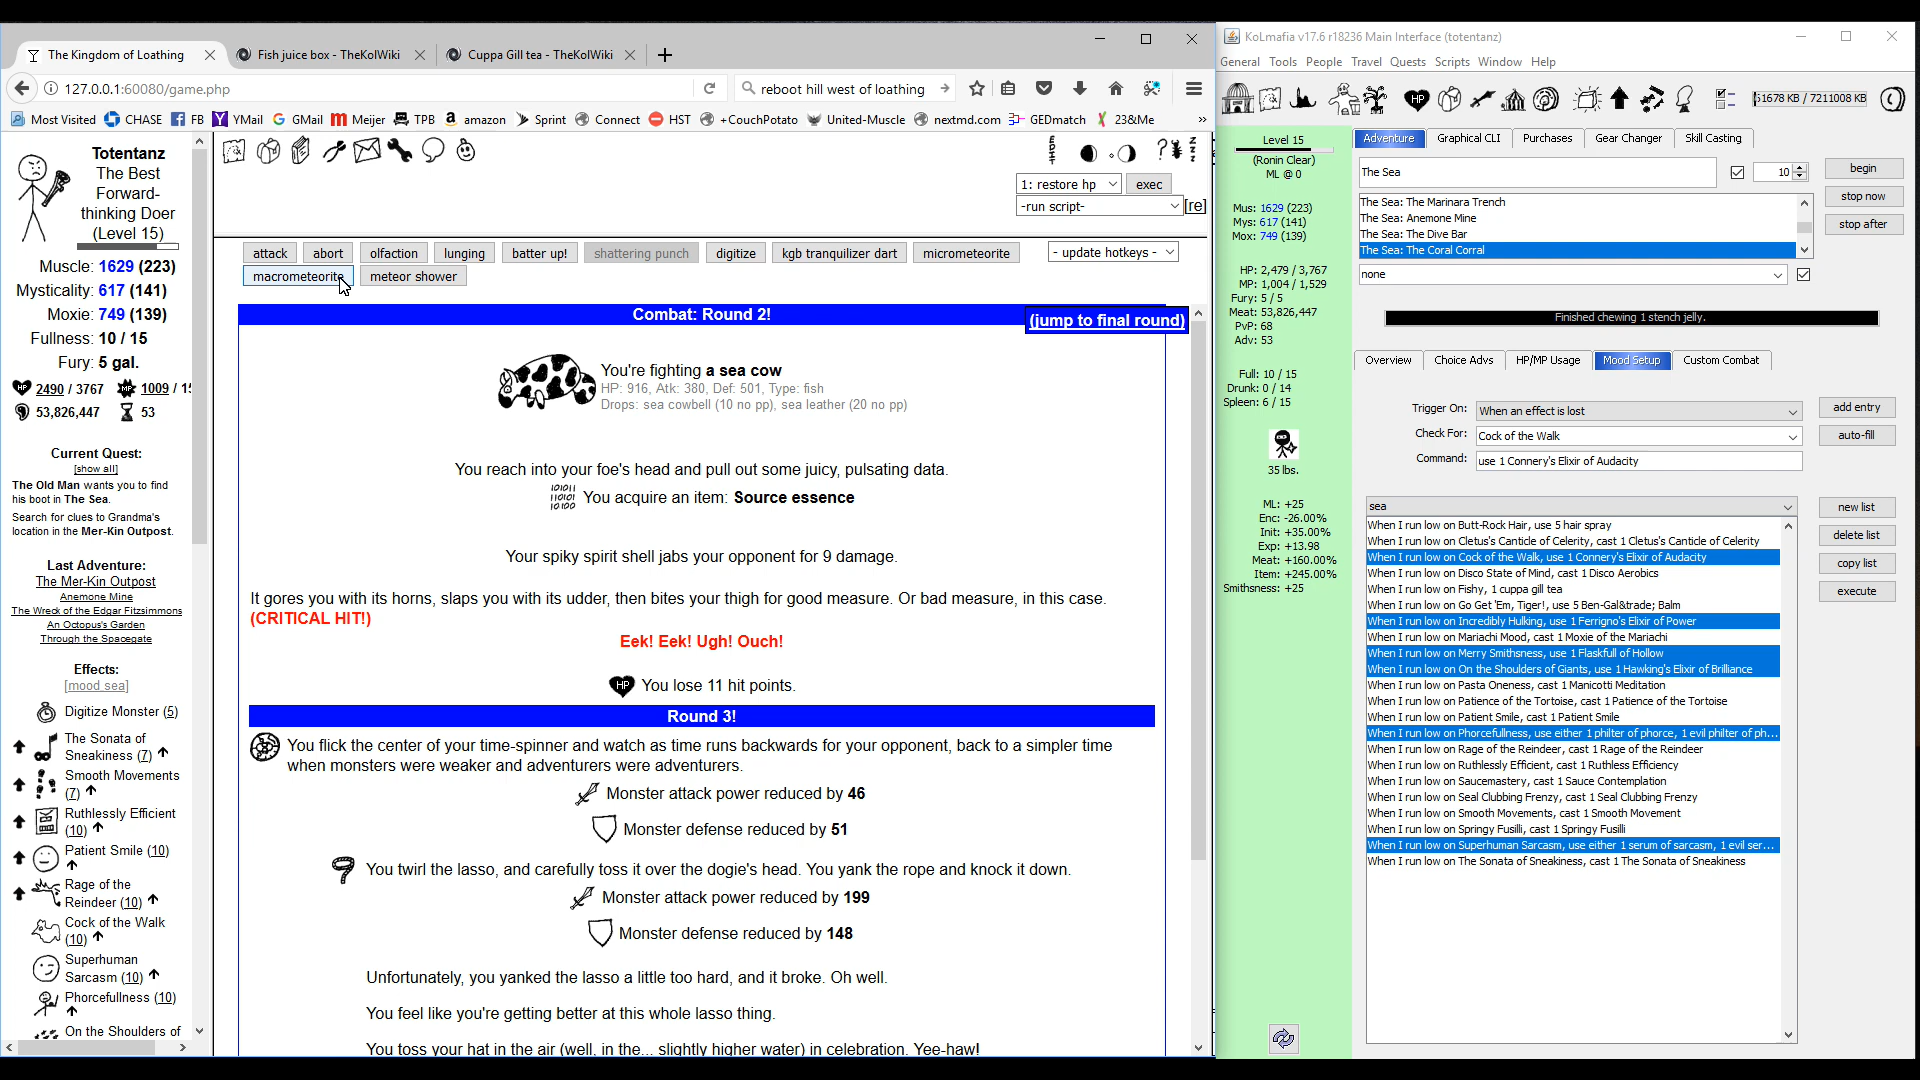 The Kingdom of Loathing
Fish juice box - TheKolWiki
Cuppa Gill tea - TheKolWiki
127.0.0.1:60080/game.php
reboot hill west of loathing
Most Visited
CHASE
FB
YMail
GMail
Meijer
TPB
amazon
Sprint
Connect
HST
+CouchPotato
United-Muscle
nextmd.com
GEDmatch
23&Me
Totentanz
The Best
Forward-
thinking Doer
(Level 15)
Muscle: 1629 (223)
Mysticality: 617 (141)
Moxie: 749 (139)
Fullness: 10 / 15
Fury: 5 gal.
HP
2490 / 3767
MP
1009 / 15
53,826,447
53
Current Quest:
[show all]
The Old Man wants you to find
his boot in The Sea.
Search for clues to Grandma's
location in the Mer-Kin Outpost.
Last Adventure:
The Mer-Kin Outpost
Anemone Mine
The Wreck of the Edgar Fitzsimmons
An Octopus's Garden
Through the Spacegate
Effects:
[mood sea]
Digitize Monster (5)
The Sonata of
Sneakiness (7)
Smooth Movements
(7)
Ruthlessly Efficient
(10)
Patient Smile (10)
Rage of the
Reindeer (10)
Cock of the Walk
(10)
Superhuman
Sarcasm (10)
Phorcefullness (10)
On the Shoulders of
EDIT
1: restore hp
exec
-run script-
[re]
attack
abort
olfaction
lunging
batter up!
shattering punch
digitize
kgb tranquilizer dart
micrometeorite
- update hotkeys -
macrometeorite
meteor shower
Combat: Round 2!
(jump to final round)
You're fighting a sea cow
HP: 916, Atk: 380, Def: 501, Type: fish
Drops: sea cowbell (10 no pp), sea leather (20 no pp)
You reach into your foe's head and pull out some juicy, pulsating data.
You acquire an item: Source essence
Your spiky spirit shell jabs your opponent for 9 damage.
It gores you with its horns, slaps you with its udder, then bites your thigh for good measure. Or bad measure, in this case.
(CRITICAL HIT!)
Eek! Eek! Ugh! Ouch!
HP
You lose 11 hit points.
Round 3!
You flick the center of your time-spinner and watch as time runs backwards for your opponent, back to a simpler time
when monsters were weaker and adventurers were adventurers.
Monster attack power reduced by 46
Monster defense reduced by 51
You twirl the lasso, and carefully toss it over the dogie's head. You yank the rope and knock it down.
Monster attack power reduced by 199
Monster defense reduced by 148
Unfortunately, you yanked the lasso a little too hard, and it broke. Oh well.
You feel like you're getting better at this whole lasso thing.
You toss your hat in the air (well, in the... slightly higher water) in celebration. Yee-haw!
KoLmafia v17.6 r18236 Main Interface (totentanz)
General Tools People Travel Quests Scripts Window Help
HP
51678 KB / 7211008 KB
Level 15
(Ronin Clear)
ML @ 0
Mus: 1629 (223)
Mys: 617 (141)
Mox: 749 (139)
HP: 2,479 / 3,767
MP: 1,004 / 1,529
Fury: 5 / 5
Meat: 53,826,447
PvP: 68
Adv: 53
Full: 10 / 15
Drunk: 0 / 14
Spleen: 6 / 15
35 lbs.
ML: +25
Enc: -26.00%
Init: +35.00%
Exp: +13.98
Meat: +160.00%
Item: +245.00%
Smithsness: +25
Adventure
Graphical CLI
Purchases
Gear Changer
Skill Casting
The Sea
10
begin
The Sea: The Marinara Trench
The Sea: Anemone Mine
The Sea: The Dive Bar
The Sea: The Coral Corral
stop now
stop after
none
Finished chewing 1 stench jelly.
Overview
Choice Advs
HP/MP Usage
Mood Setup
Custom Combat
Trigger On:
When an effect is lost
add entry
Check For:
Cock of the Walk
auto-fill
Command:
use 1 Connery's Elixir of Audacity
sea
new list
delete list
copy list
execute
When I run low on Butt-Rock Hair, use 5 hair spray
When I run low on Cletus's Canticle of Celerity, cast 1 Cletus's Canticle of Celerity
When I run low on Cock of the Walk, use 1 Connery's Elixir of Audacity
When I run low on Disco State of Mind, cast 1 Disco Aerobics
When I run low on Fishy, 1 cuppa gill tea
When I run low on Go Get 'Em, Tiger!, use 5 Ben-Gal&trade; Balm
When I run low on Incredibly Hulking, use 1 Ferrigno's Elixir of Power
When I run low on Mariachi Mood, cast 1 Moxie of the Mariachi
When I run low on Merry Smithsness, use 1 Flaskfull of Hollow
When I run low on On the Shoulders of Giants, use 1 Hawking's Elixir of Brilliance
When I run low on Pasta Oneness, cast 1 Manicotti Meditation
When I run low on Patience of the Tortoise, cast 1 Patience of the Tortoise
When I run low on Patient Smile, cast 1 Patient Smile
When I run low on Phorcefullness, use either 1 philter of phorce, 1 evil philter of ph...
When I run low on Rage of the Reindeer, cast 1 Rage of the Reindeer
When I run low on Ruthlessly Efficient, cast 1 Ruthless Efficiency
When I run low on Saucemastery, cast 1 Sauce Contemplation
When I run low on Seal Clubbing Frenzy, cast 1 Seal Clubbing Frenzy
When I run low on Smooth Movements, cast 1 Smooth Movement
When I run low on Springy Fusilli, cast 1 Springy Fusilli
When I run low on Superhuman Sarcasm, use either 1 serum of sarcasm, 1 evil ser...
When I run low on The Sonata of Sneakiness, cast 1 The Sonata of Sneakiness